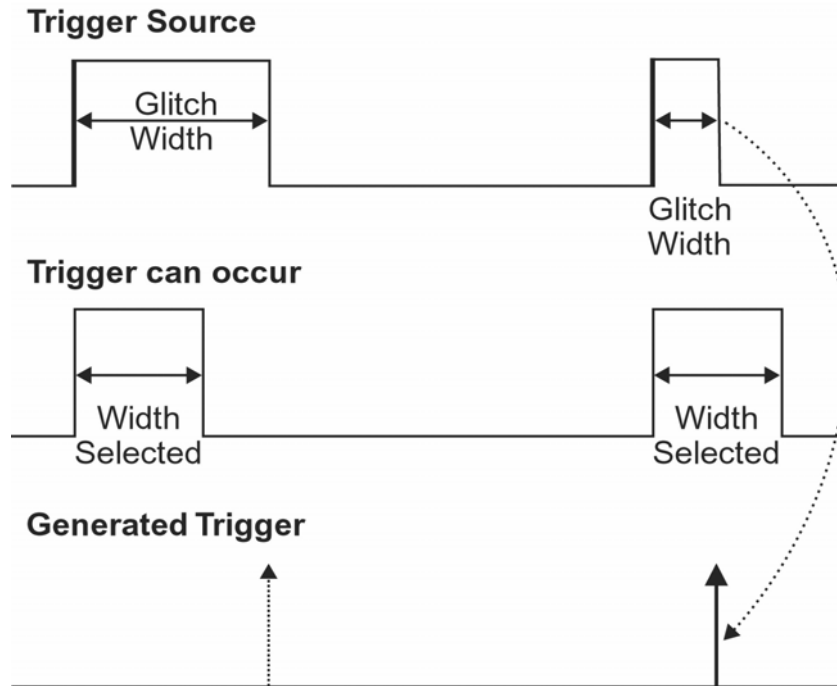 Trigger Source
Glitch
Width
Glitch
Width
Trigger can occur
Width
Selected
Width
Selected
Generated Trigger